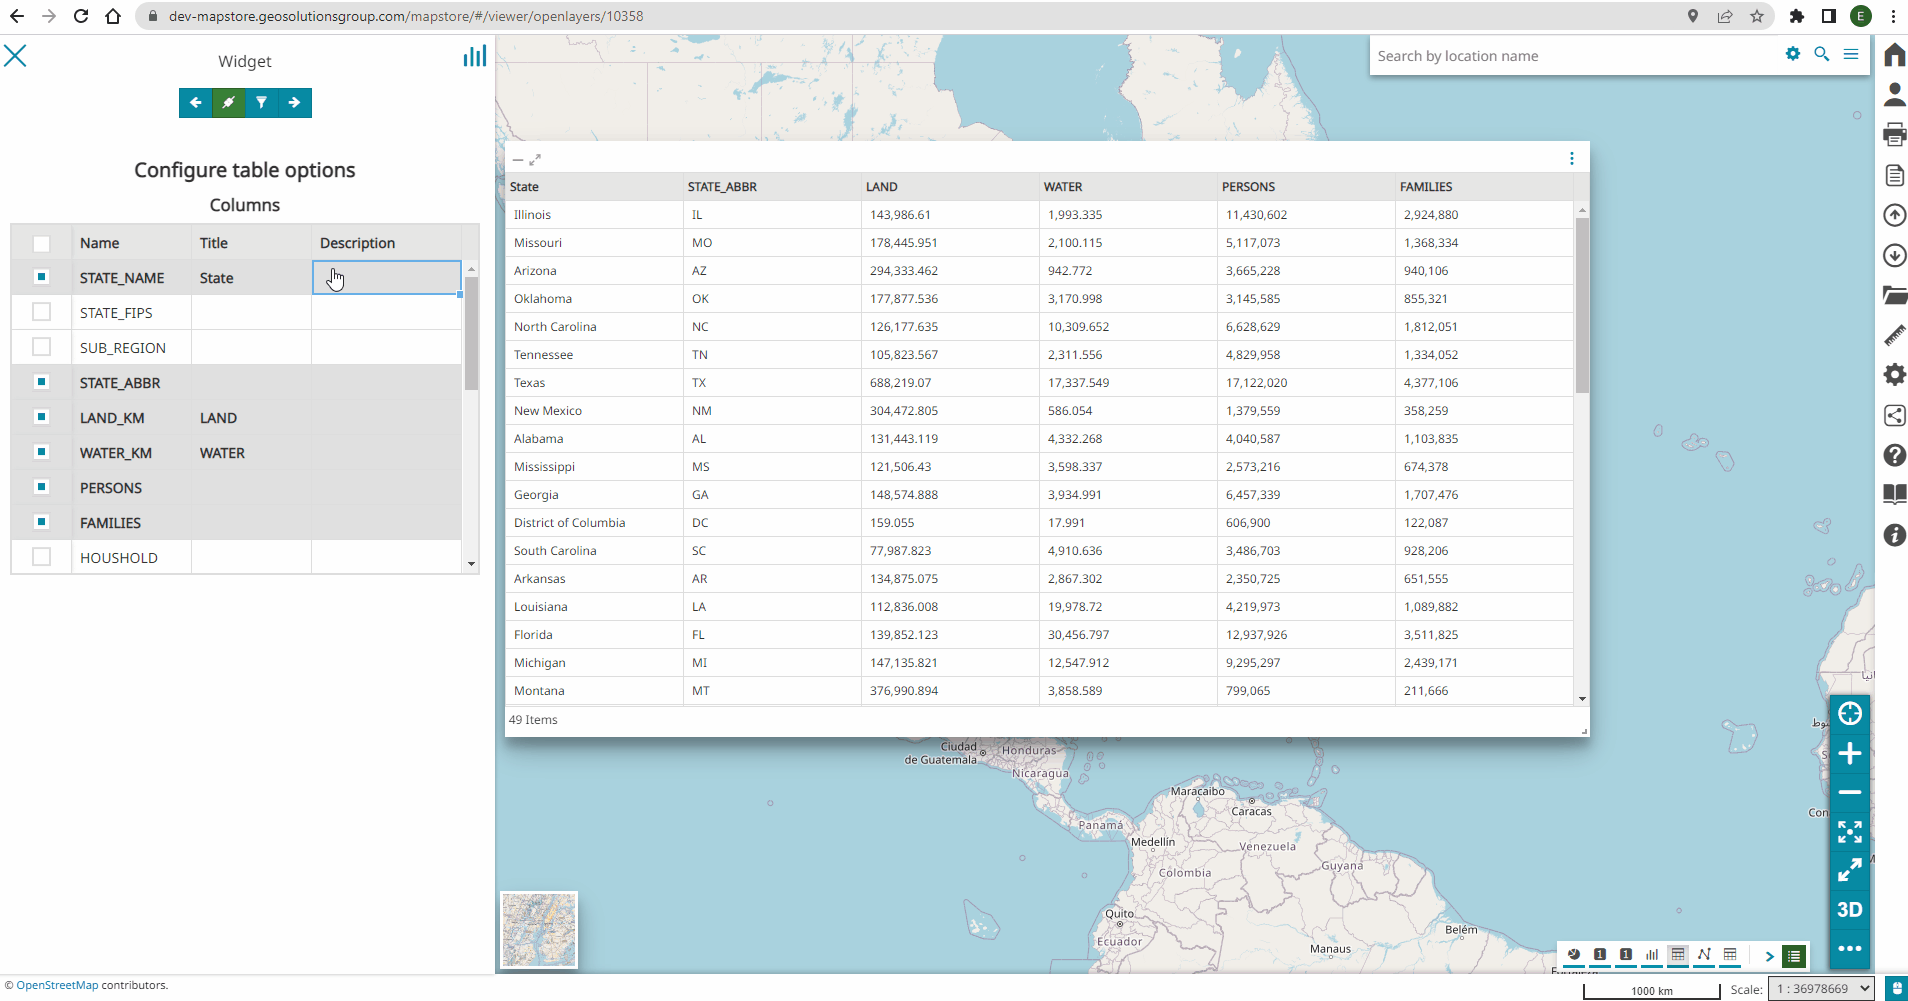 dev-mapstore.geosolutionsgroup.com/mapstore/#/viewer/openlayers/10358
E
Widget
Search by location name
Configure table options
Columns
Name Title Description
STATE_NAME State
STATE_FIPS
SUB_REGION
STATE_ABBR
LAND_KM LAND
WATER_KM WATER
PERSONS
FAMILIES
HOUSHOLD
State STATE_ABBR LAND WATER PERSONS FAMILIES
Illinois IL 143,986.61 1,993.335 11,430,602 2,924,880
Missouri MO 178,445.951 2,100.115 5,117,073 1,368,334
Arizona AZ 294,333.462 942.772 3,665,228 940,106
Oklahoma OK 177,877.536 3,170.998 3,145,585 855,321
North Carolina NC 126,177.635 10,309.652 6,628,629 1,812,051
Tennessee TN 105,823.567 2,311.556 4,829,958 1,334,052
Texas TX 688,219.07 17,337.549 17,122,020 4,377,106
New Mexico NM 304,472.805 586.054 1,379,559 358,259
Alabama AL 131,443.119 4,332.268 4,040,587 1,103,835
Mississippi MS 121,506.43 3,598.337 2,573,216 674,378
Georgia GA 148,574.888 3,934.991 6,457,339 1,707,476
District of Columbia DC 159.055 17.991 606,900 122,087
South Carolina SC 77,987.823 4,910.636 3,486,703 928,206
Arkansas AR 134,875.075 2,867.302 2,350,725 651,555
Louisiana LA 112,836.008 19,978.72 4,219,973 1,089,882
Florida FL 139,852.123 30,456.797 12,937,926 3,511,825
Michigan MI 147,135.821 12,547.912 9,295,297 2,439,171
Montana MT 376,990.894 3,858.589 799,065 211,666
49 Items
Ciudad
de Guatemala
Honduras
Nicaragua
Maracaibo
Caracas
Panamá
Medellín
Venezuela
Guyana
Colombia
Quito
Ecuador
Belém
Manaus
Con
3D
1 1
© OpenStreetMap contributors.
1000 km
Scale: 1 : 36978669